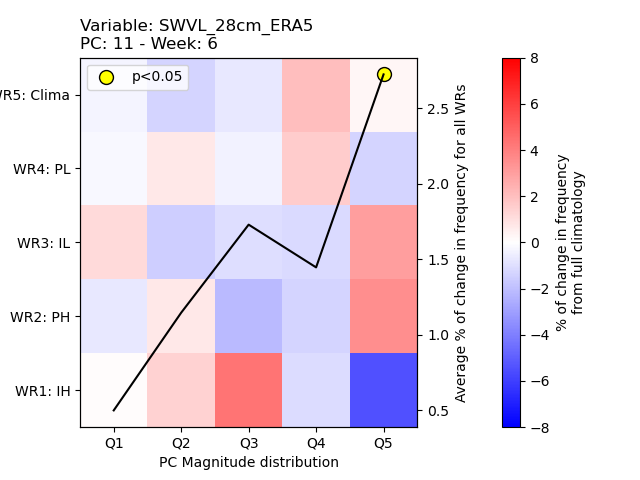 Variable: SWVL_28cm_ERA5
PC: 11 - Week: 6
p<0.05
WR5: Clima
WR4: PL
WR3: IL
WR2: PH
WR1: IH
Q1 Q2 Q3 Q4 Q5
PC Magnitude distribution
2.5
2.0
1.5
1.0
0.5
Average % of change in frequency for all WRs
8
6
4
2
0
−2
−4
−6
−8
% of change in frequency
from full climatology